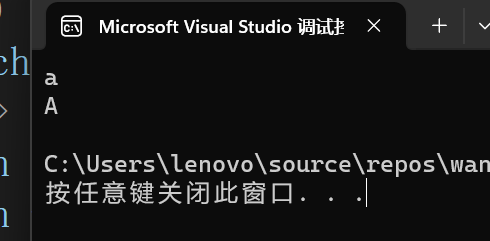 Microsoft Visual Studio 调试
ch
a
A
C:\Users\lenovo\source\repos\wan
按任意键关闭此窗口. . .